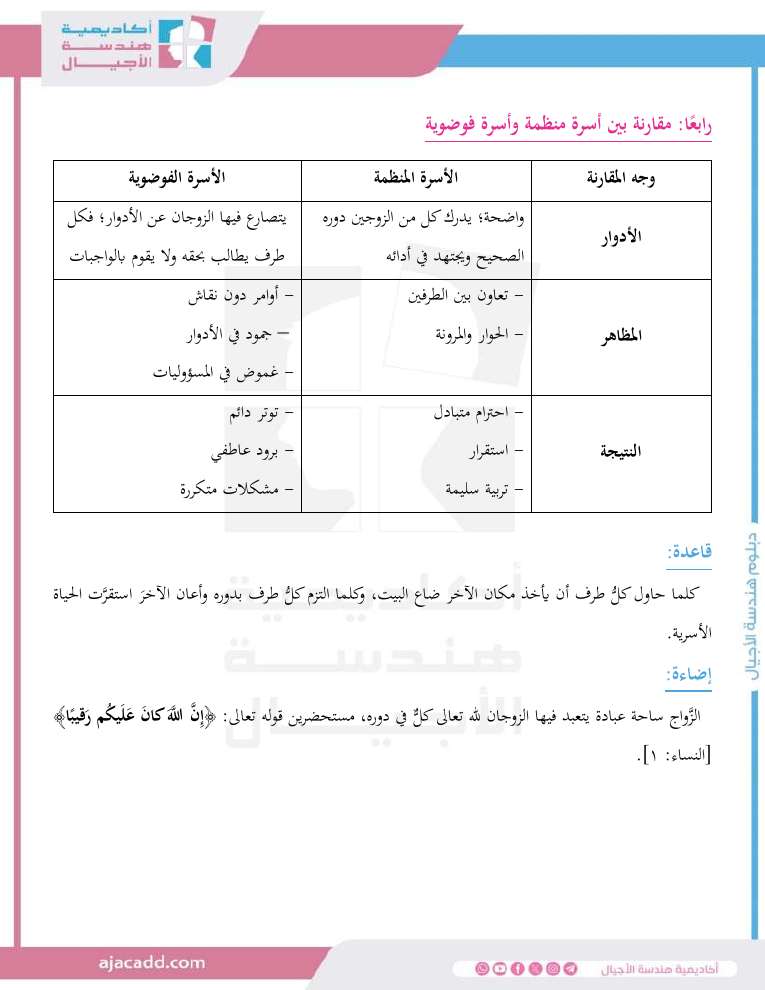 أكاديمية
هندسة
الأجيال
رابعًا: مقارنة بين أسرة منظمة وأسرة فوضوية
وجه المقارنة الأسرة المنظمة الأسرة الفوضوية
الأدوار
واضحة؛ يدرك كل من الزوجين دوره
الصحيح ويجتهد في أدائه
يتصارع فيها الزوجان عن الأدوار؛ فكل
طرف يطالب بحقه ولا يقوم بالواجبات
المظاهر
– تعاون بين الطرفين
– الحوار والمرونة
– أوامر دون نقاش
– جمود في الأدوار
– غموض في المسؤوليات
النتيجة
– احترام متبادل
– استقرار
– تربية سليمة
– توتر دائم
– برود عاطفي
– مشكلات متكررة
قاعدة:
كلما حاول كلُّ طرف أن يأخذ مكان الآخر ضاع البيت، وكلما التزم كلُّ طرف بدوره وأعان الآخرَ استقرَّت الحياة
الأسرية.
إضاءة:
الزَّواج ساحة عبادة يتعبد فيها الزوجان لله تعالى كلٌّ في دوره، مستحضرين قوله تعالى: ﴿إِنَّ اللَّهَ كَانَ عَلَيْكُم رَقِيبًا﴾
[النساء: ١].
أكاديمية
هندسة
الأجيال
دبلوم هندسة الأجيال
ajacadd.com
أكاديمية هندسة الأجيال